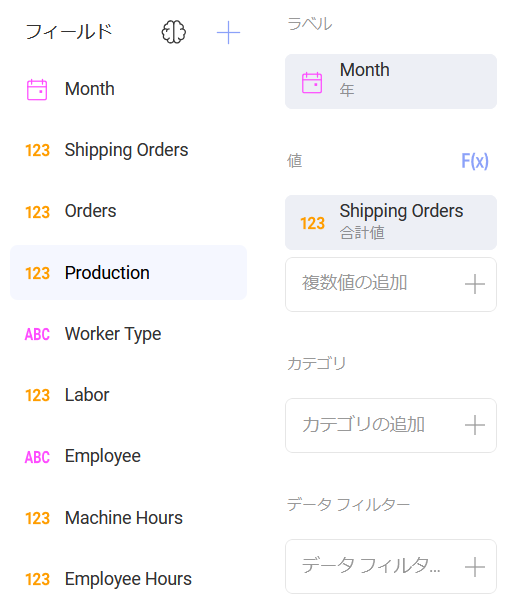 フィールド
Month
123 Shipping Orders
123 Orders
123 Production
ABC Worker Type
123 Labor
ABC Employee
123 Machine Hours
123 Employee Hours
ラベル
Month
年
値
F(x)
123 Shipping Orders
合計値
複数値の追加
カテゴリ
カテゴリの追加
データ フィルター
データ フィルタ...